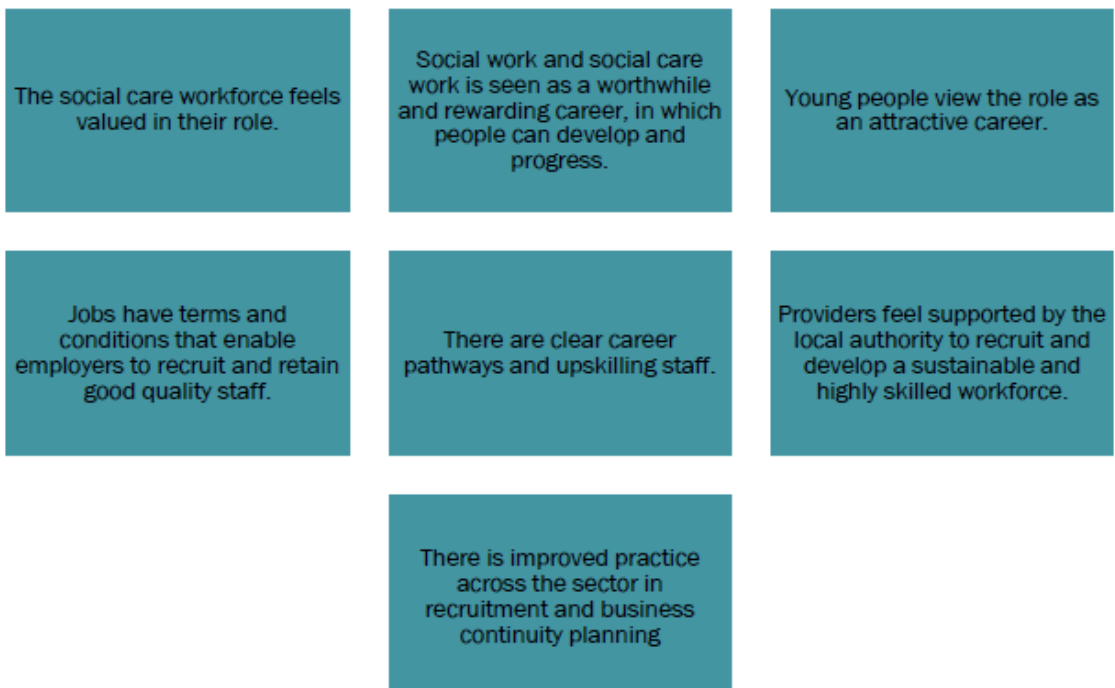 The social care workforce feels
valued in their role.
Social work and social care
work is seen as a worthwhile
and rewarding career, in which
people can develop and
progress.
Young people view the role as
an attractive career.
Jobs have terms and
conditions that enable
employers to recruit and retain
good quality staff.
There are clear career
pathways and upskilling staff.
Providers feel supported by the
local authority to recruit and
develop a sustainable and
highly skilled workforce.
There is improved practice
across the sector in
recruitment and business
continuity planning